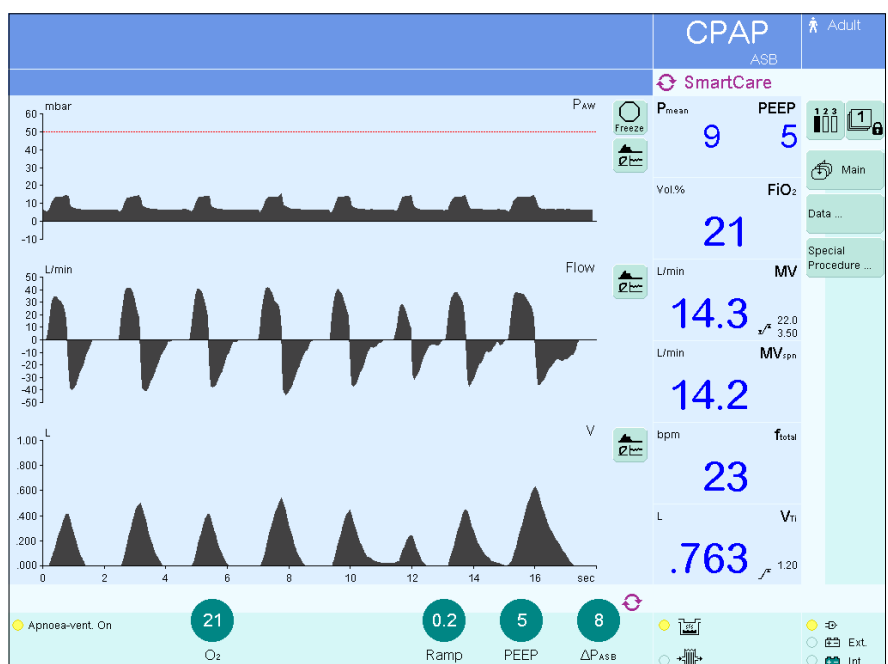 CPAP
ASB
Adult
SmartCare
mbar
Paw
60
50
40
30
20
10
0
-10
Freeze
Pmean
PEEP
9
5
1 2 3
1
Main
Vol.%
FiO2
21
Data ...
Special
Procedure ...
L/min
Flow
50
40
30
20
10
0
-10
-20
-30
-40
-50
L/min
MV
14.3
22.0
3.50
L/min
MVspn
14.2
L
V
1.00
.800
.600
.400
.200
.000
0 2 4 6 8 10 12 14 16 sec
bpm
ftotal
23
L
VTi
.763
1.20
Apnoea-vent. On
21
0.2
5
8
O2
Ramp
PEEP
ΔPASB
Ext.
Int.